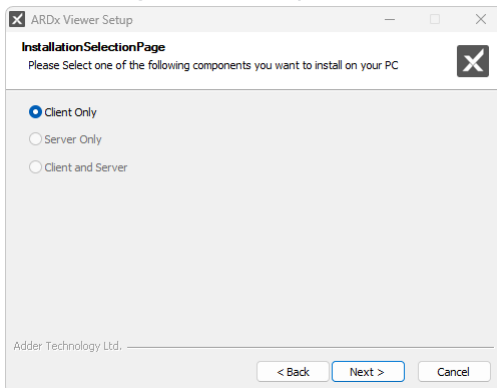 ARDx Viewer Setup
InstallationSelectionPage
Please Select one of the following components you want to install on your PC
Client Only
Server Only
Client and Server
Adder Technology Ltd.
< Back Next > Cancel